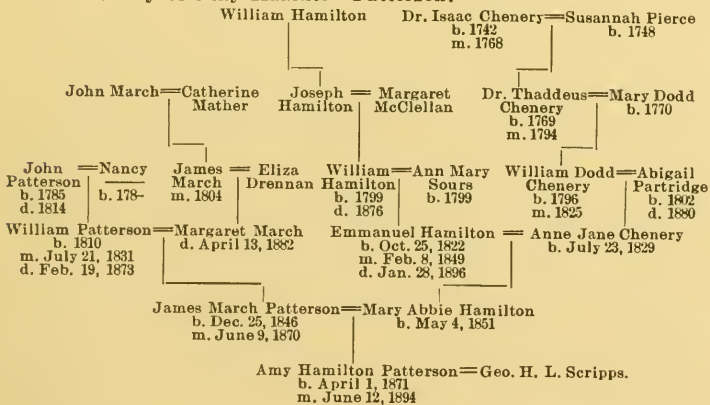 William Hamilton Dr. Isaac Chenery=Susannah Pierce
b. 1742 b. 1748
m. 1768
John March=Catherine Mather
Joseph Hamilton = Margaret McClellan
Dr. Thaddeus Chenery=Mary Dodd
b. 1769 b. 1770
m. 1794
John Patterson=Nancy ——
b. 1785 b. 178-
d. 1814
James March = Eliza Drennan
m. 1804
William Hamilton=Ann Mary Sours
b. 1799 b. 1799
d. 1876
William Dodd Chenery=Abigail Partridge
b. 1796 b. 1802
m. 1825 d. 1880
William Patterson=Margaret March
b. 1810 d. April 13, 1882
m. July 21, 1831
d. Feb. 19, 1873
Emmanuel Hamilton = Anne Jane Chenery
b. Oct. 25, 1822 b. July 23, 1829
m. Feb. 8, 1849
d. Jan. 28, 1896
James March Patterson=Mary Abbie Hamilton
b. Dec. 25, 1846 b. May 4, 1851
m. June 9, 1870
Amy Hamilton Patterson=Geo. H. L. Scripps.
b. April 1, 1871
m. June 12, 1894